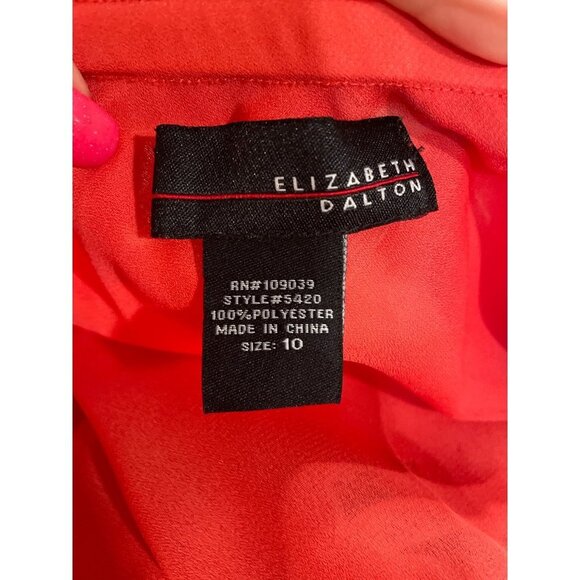 ELIZABETH
DALTON
RN#109039
STYLE#5420
100%POLYESTER
MADE IN CHINA
SIZE: 10